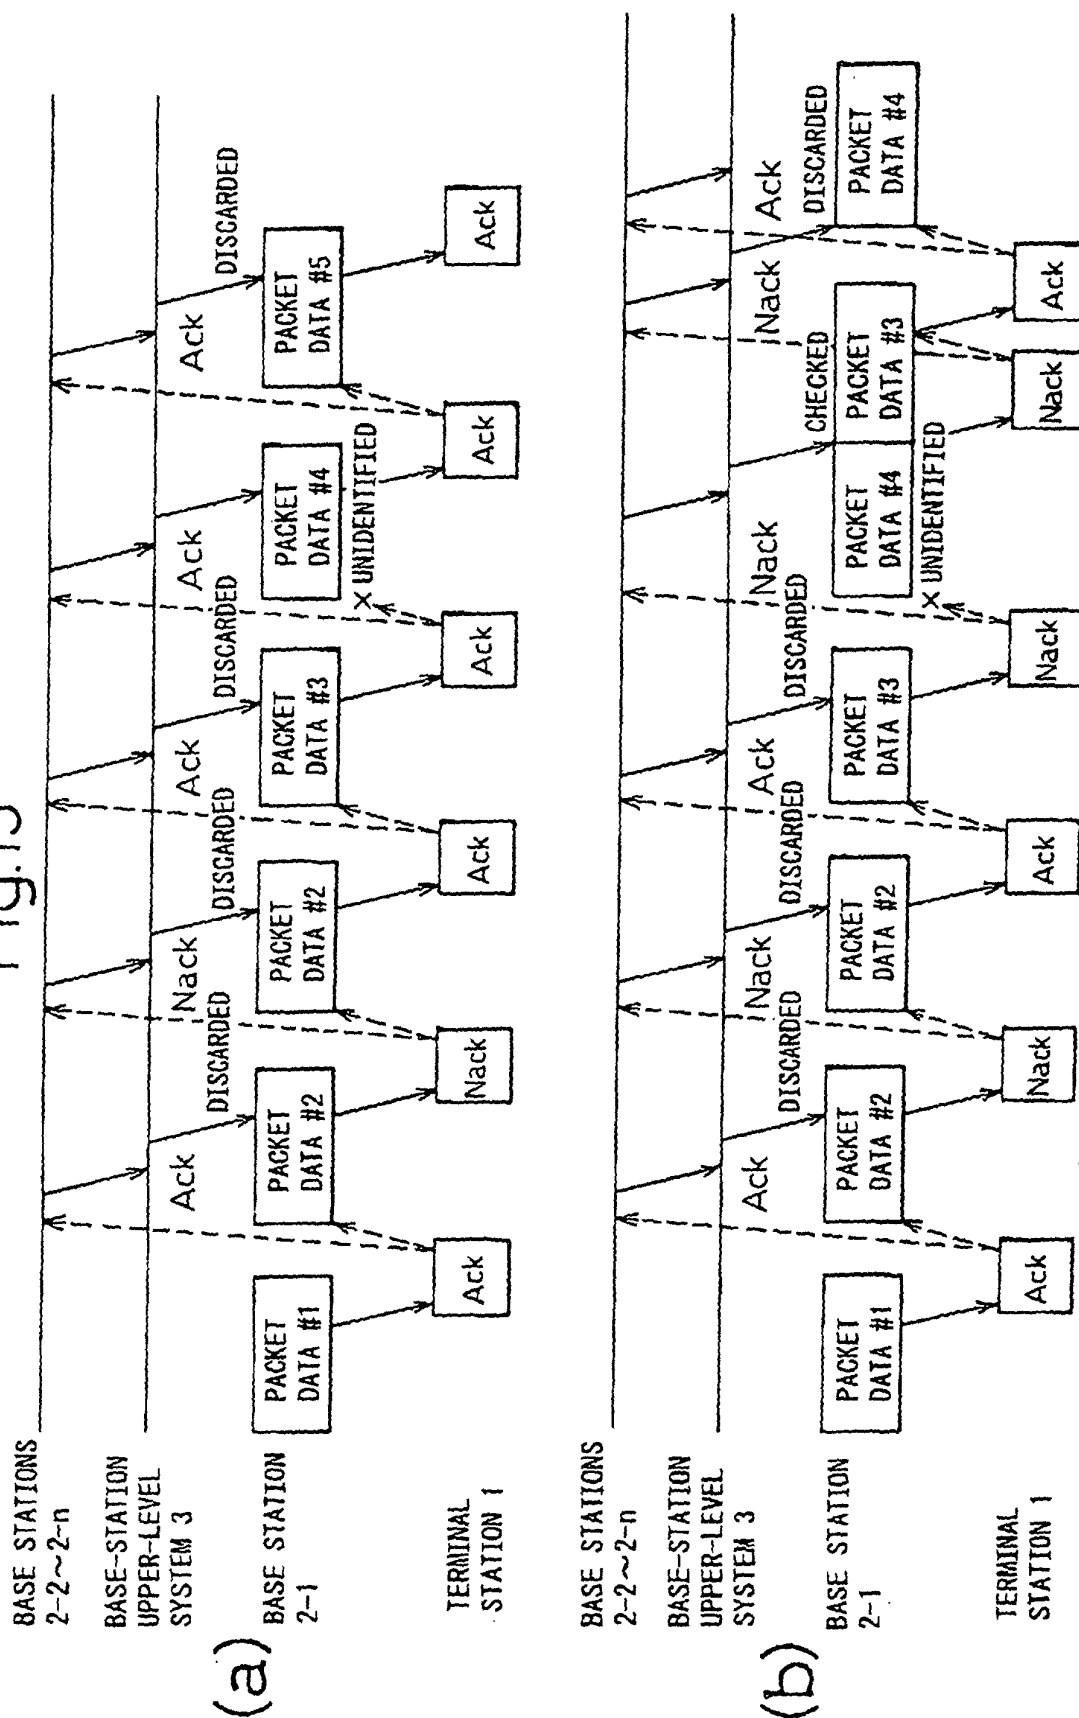 (a)
BASE STATIONS
2-2~2-n
BASE-STATION
UPPER-LEVEL
SYSTEM 3
Ack
Nack
Ack
Ack
Ack
DISCARDED
DISCARDED
DISCARDED
DISCARDED
BASE STATION
2-1
PACKET
DATA #1
PACKET
DATA #2
PACKET
DATA #2
PACKET
DATA #3
PACKET
DATA #4
PACKET
DATA #5
× UNIDENTIFIED
TERMINAL
STATION 1
Ack
Nack
Ack
Ack
Ack
Ack
(b)
BASE STATIONS
2-2~2-n
BASE-STATION
UPPER-LEVEL
SYSTEM 3
Ack
Nack
Ack
Nack
Nack
Ack
DISCARDED
DISCARDED
DISCARDED
CHECKED
DISCARDED
BASE STATION
2-1
PACKET
DATA #1
PACKET
DATA #2
PACKET
DATA #2
PACKET
DATA #3
PACKET
DATA #4
PACKET
DATA #3
PACKET
DATA #4
× UNIDENTIFIED
TERMINAL
STATION 1
Ack
Nack
Ack
Nack
Nack
Ack